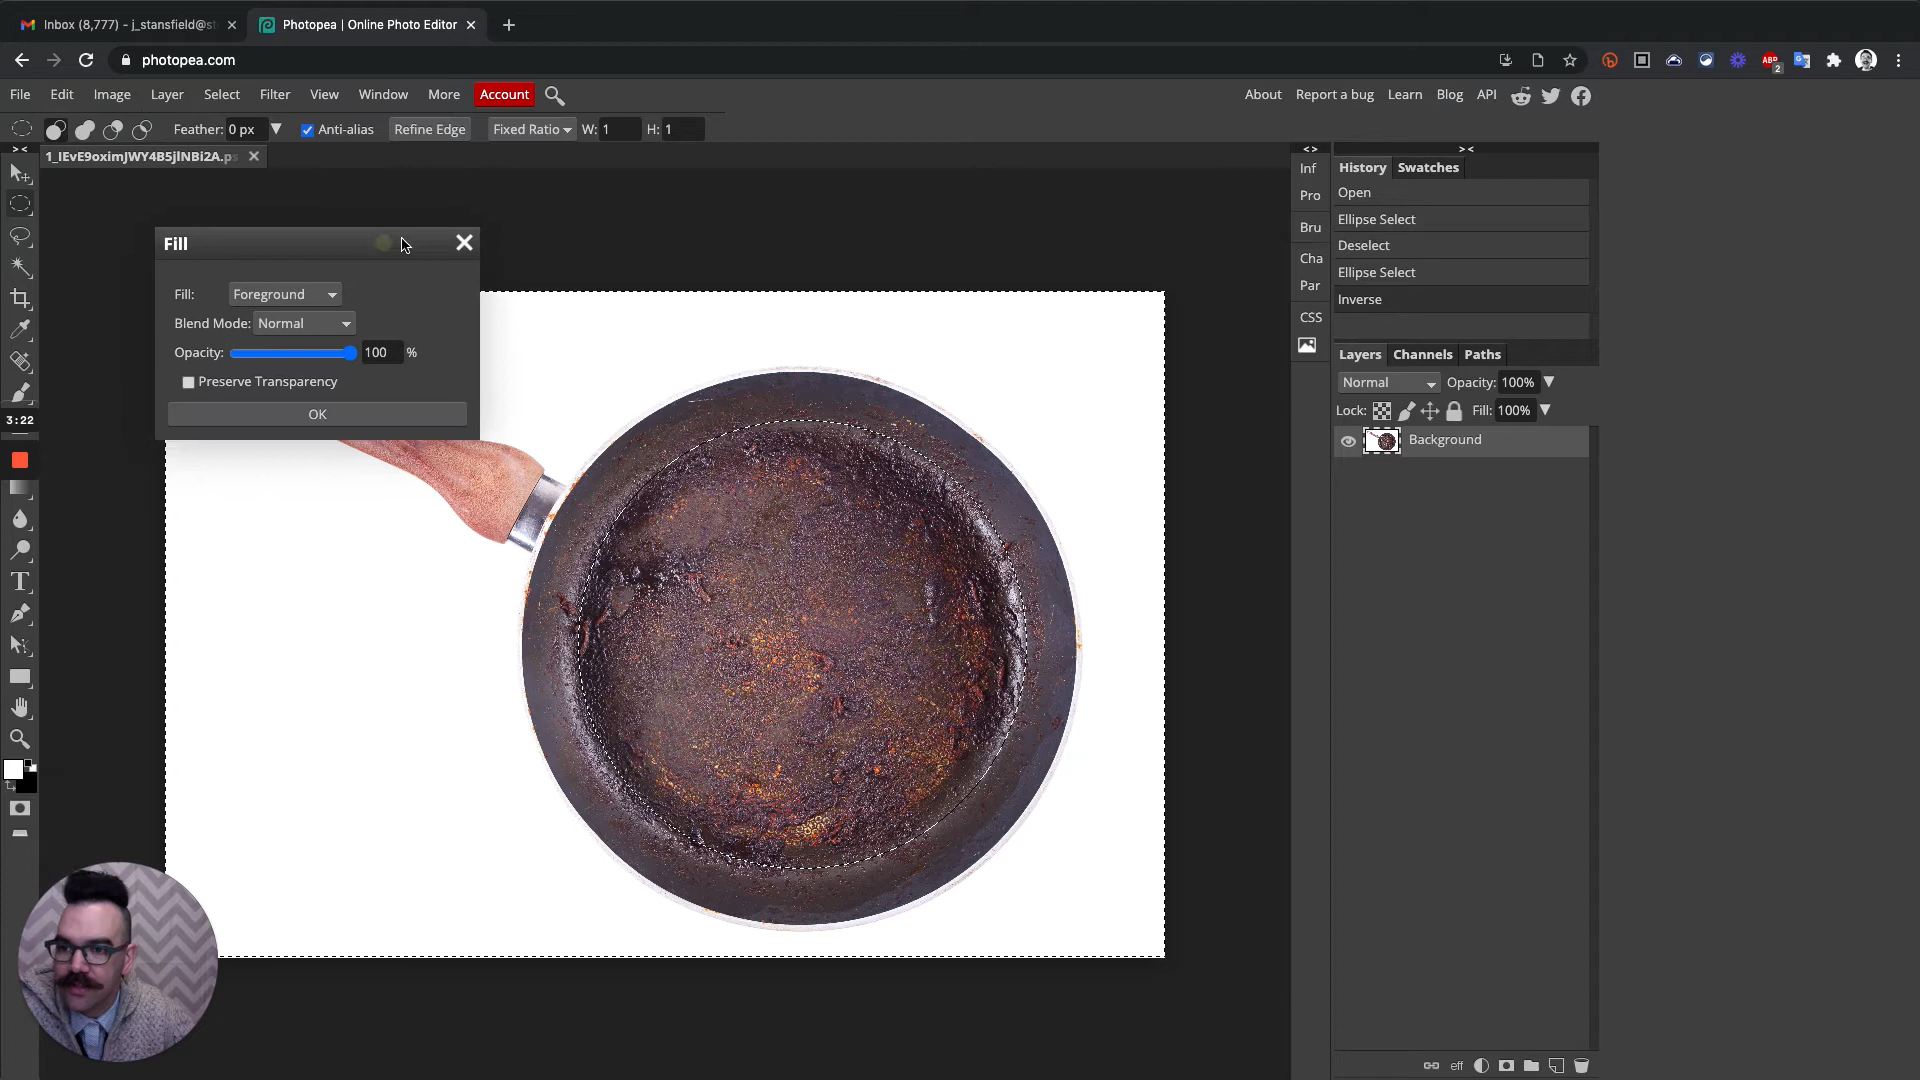 Inbox (8,777) - j_stansfield@st
Photopea | Online Photo Editor
photopea.com
ABP
2
File Edit Image Layer Select Filter View Window More Account
About Report a bug Learn Blog API
Feather: 0 px Anti-alias Refine Edge Fixed Ratio W: 1 H: 1
1_IEvE9oximJWY4B5jlNBi2A.ps
Fill
Fill: Foreground
Blend Mode: Normal
Opacity: 100 %
Preserve Transparency
OK
3:22
Inf
Pro
Bru
Cha
Par
CSS
History Swatches
Open
Ellipse Select
Deselect
Ellipse Select
Inverse
Layers Channels Paths
Normal Opacity: 100%
Lock: Fill: 100%
Background
eff